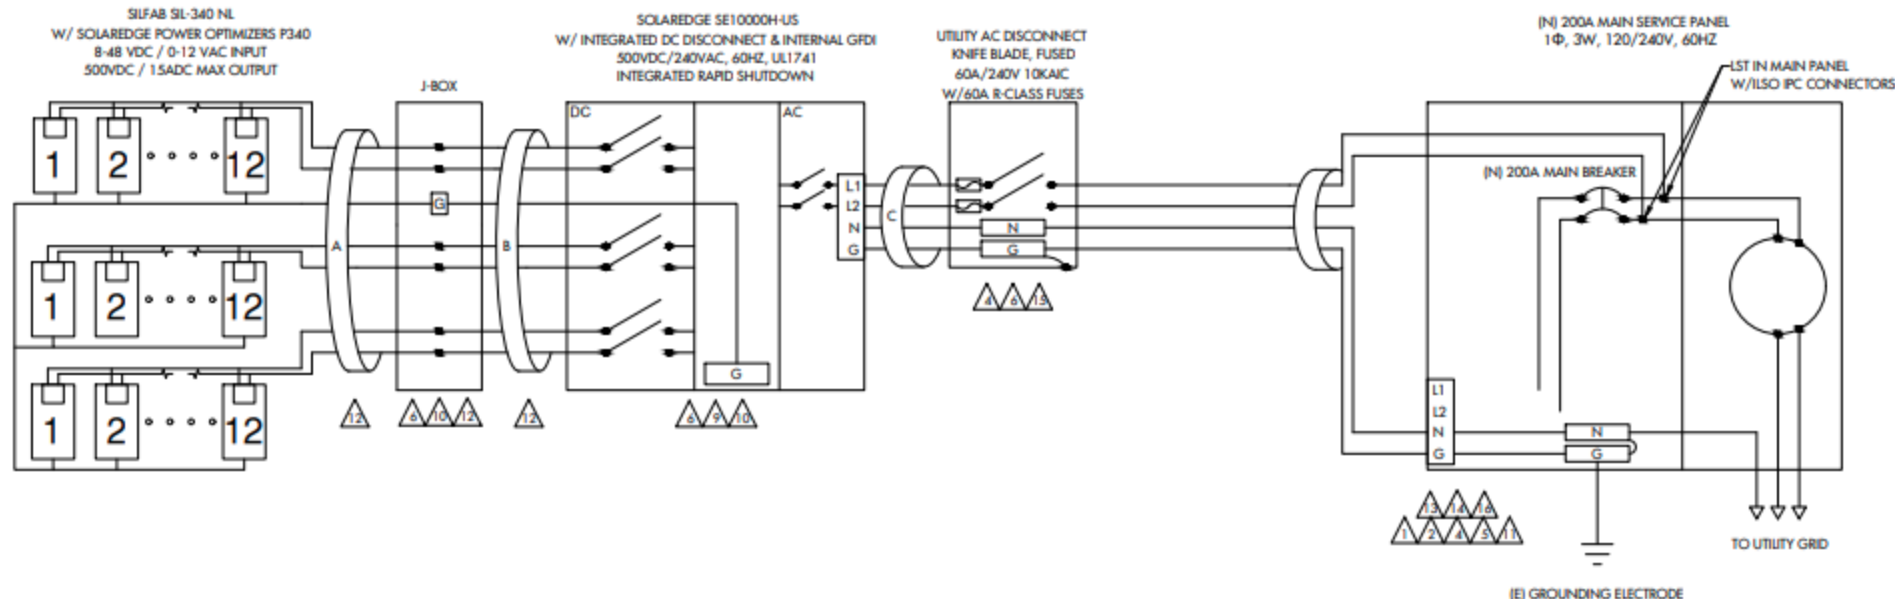 SILFAB SIL-340 NL
W/ SOLAREDGE POWER OPTIMIZERS P340
8-48 VDC / 0-12 VAC INPUT
500VDC / 15ADC MAX OUTPUT
J-BOX
SOLAREDGE SE10000H-US
W/ INTEGRATED DC DISCONNECT & INTERNAL GFDI
500VDC/240VAC, 60HZ, UL1741
INTEGRATED RAPID SHUTDOWN
UTILITY AC DISCONNECT
KNIFE BLADE, FUSED
60A/240V 10KAIC
W/60A R-CLASS FUSES
(N) 200A MAIN SERVICE PANEL
1Φ, 3W, 120/240V, 60HZ
LST IN MAIN PANEL
W/ILSO IPC CONNECTORS
1 2 12
1 2 12
1 2 12
A
G
B
DC
AC
G
L1
L2
N
G
C
N
G
(N) 200A MAIN BREAKER
L1
L2
N
G
N
G
12
6 10 12
12
6 9 10
4 6 15
13 14 16
1 2 4 5 11
TO UTILITY GRID
(E) GROUNDING ELECTRODE